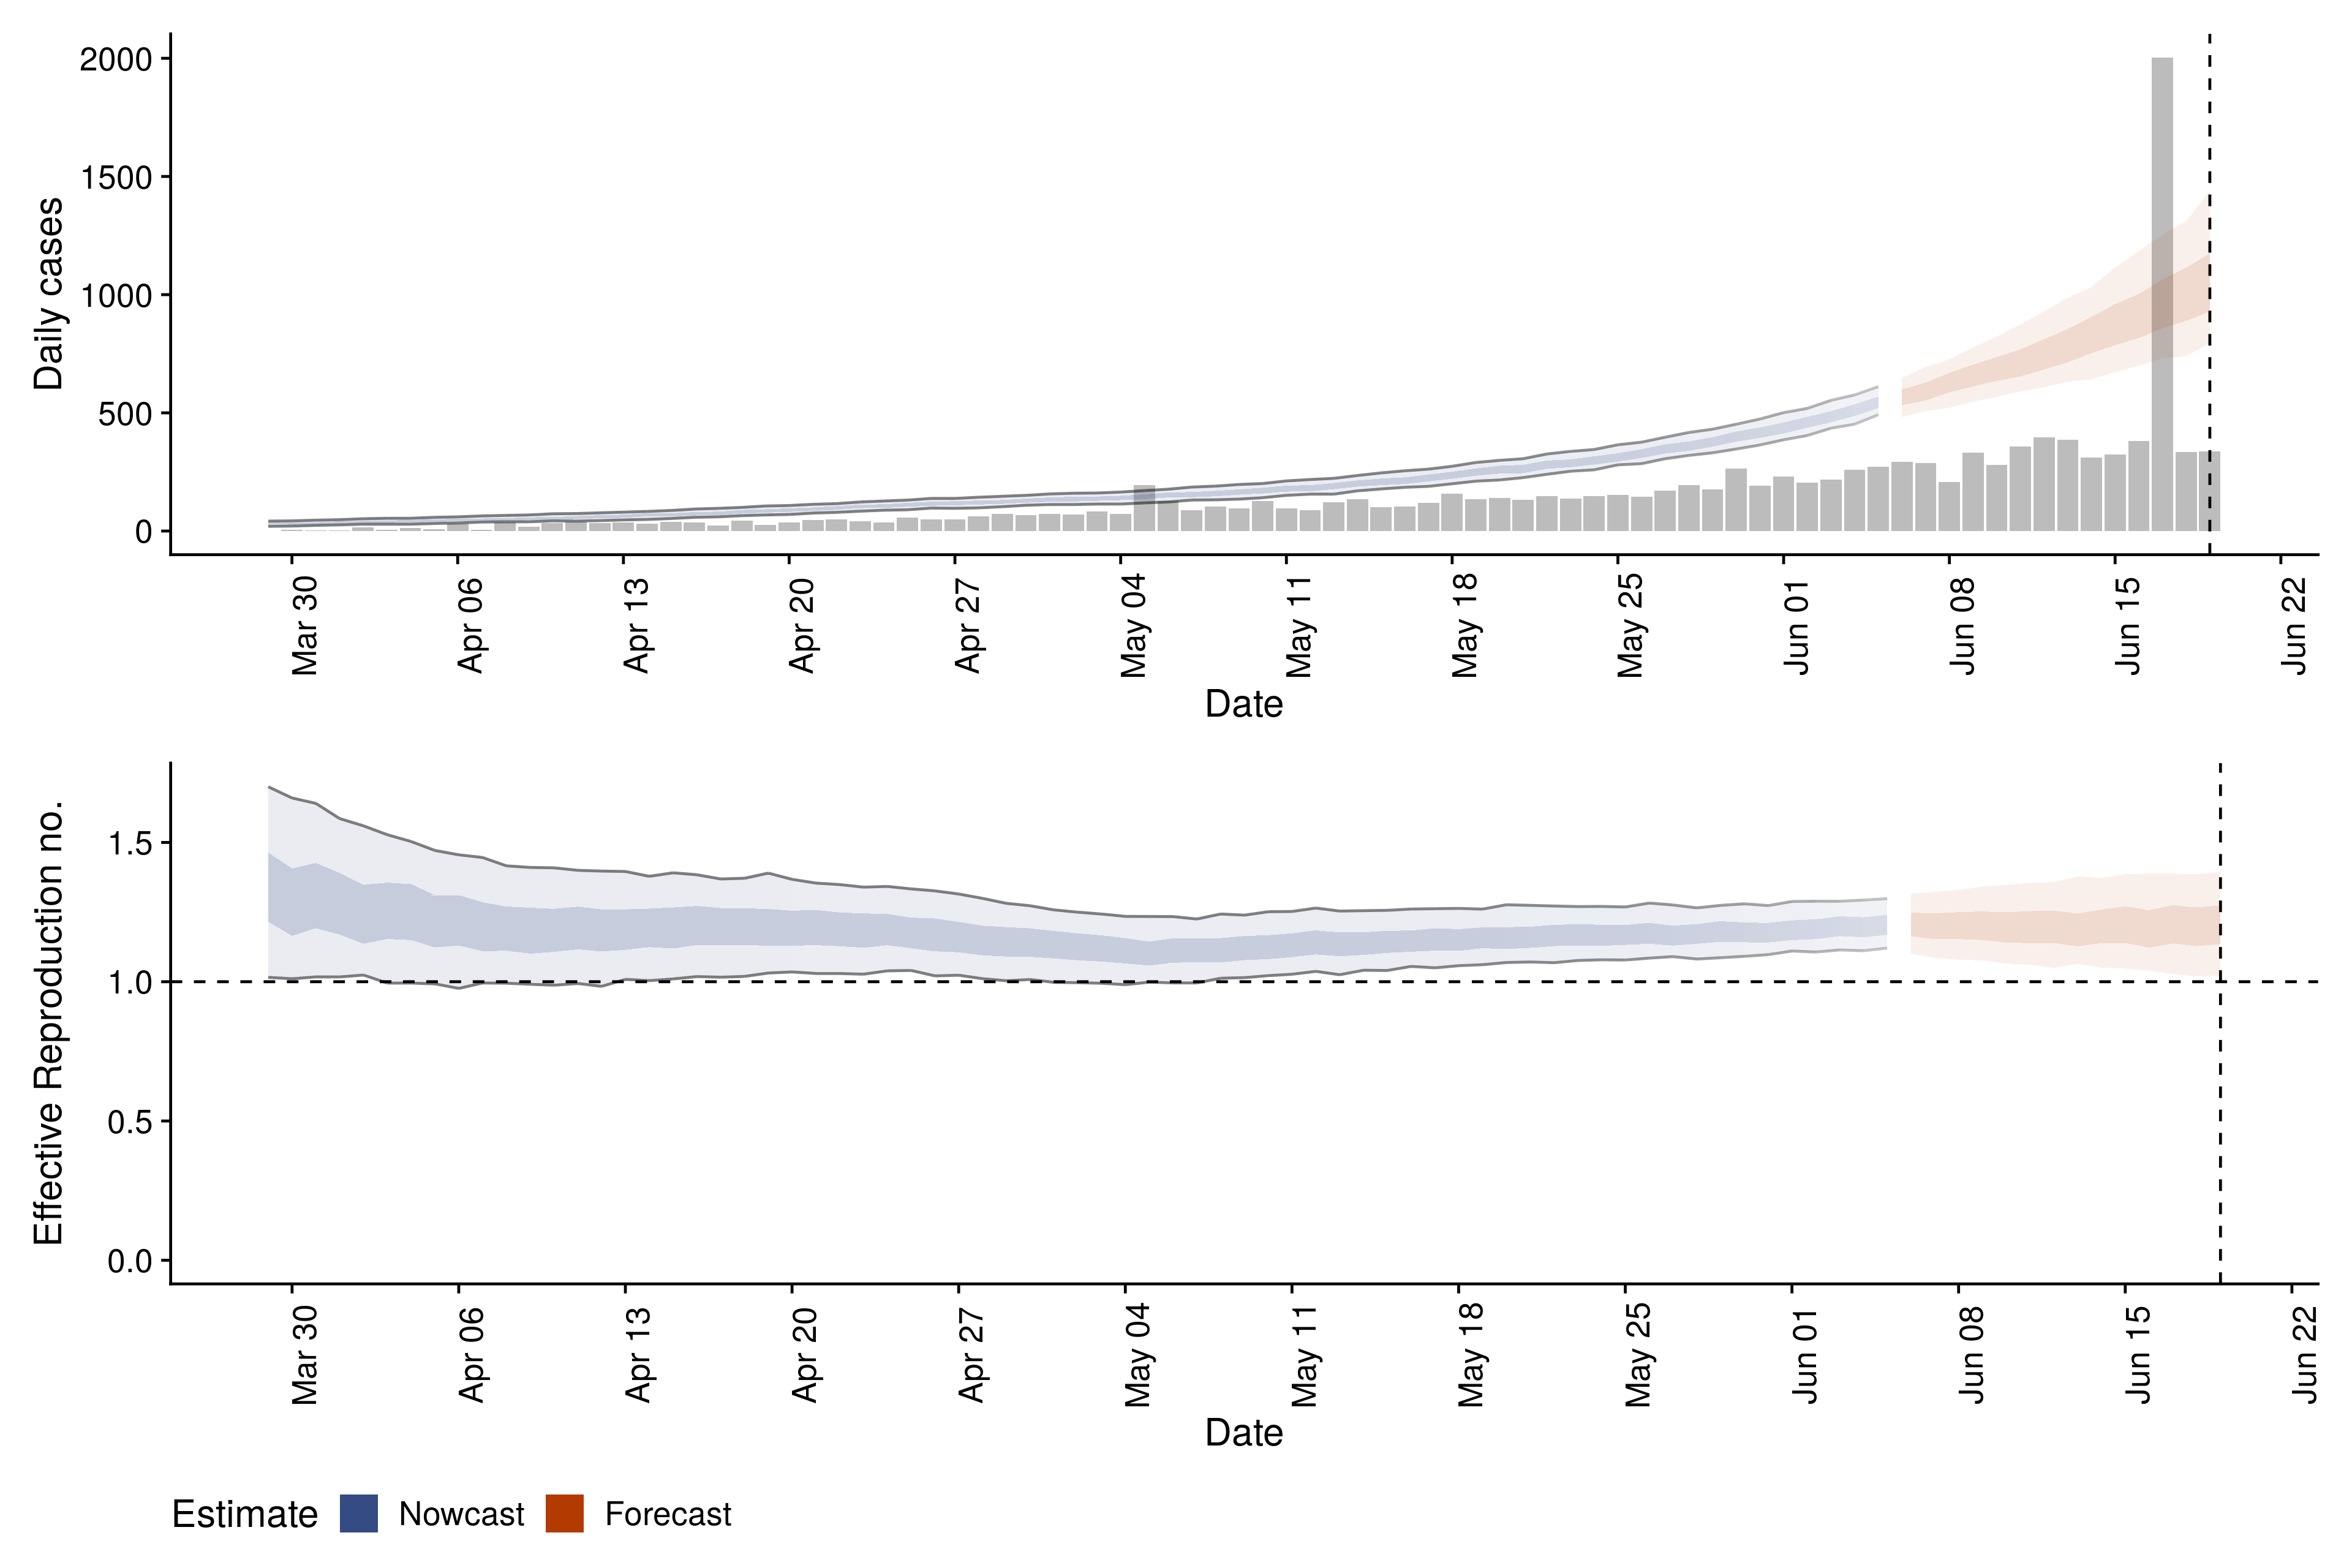 Daily cases
2000
1500
1000
500
0
Mar 30
Apr 06
Apr 13
Apr 20
Apr 27
May 04
May 11
May 18
May 25
Jun 01
Jun 08
Jun 15
Jun 22
Date
Effective Reproduction no.
1.5
1.0
0.5
0.0
Mar 30
Apr 06
Apr 13
Apr 20
Apr 27
May 04
May 11
May 18
May 25
Jun 01
Jun 08
Jun 15
Jun 22
Date
Estimate Nowcast Forecast